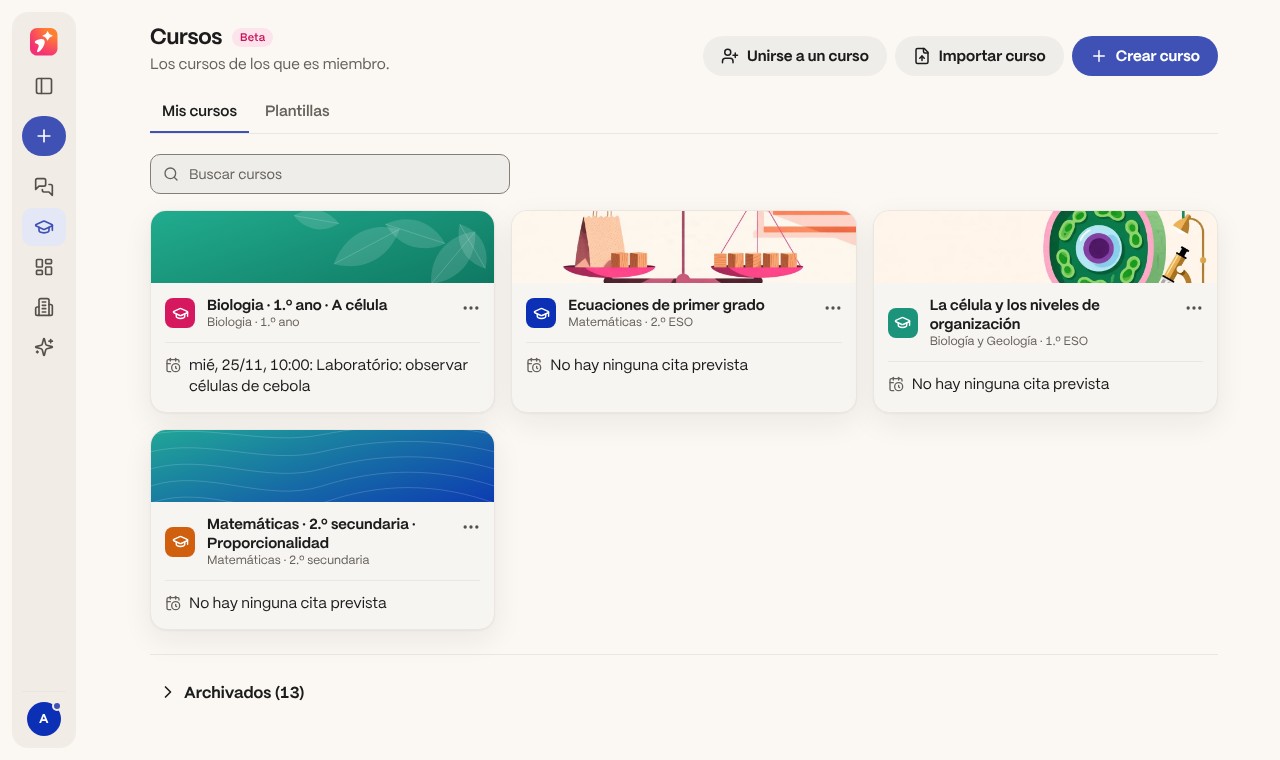 Cursos
Beta
Los cursos de los que es miembro.
Unirse a un curso
Importar curso
Crear curso
Mis cursos
Plantillas
Buscar cursos
Biologia · 1.º ano · A célula
Biologia · 1.º ano
mié, 25/11, 10:00: Laboratório: observar
células de cebola
Ecuaciones de primer grado
Matemáticas · 2.º ESO
No hay ninguna cita prevista
La célula y los niveles de
organización
Biología y Geología · 1.º ESO
No hay ninguna cita prevista
Matemáticas · 2.º secundaria ·
Proporcionalidad
Matemáticas · 2.º secundaria
No hay ninguna cita prevista
Archivados (13)
A